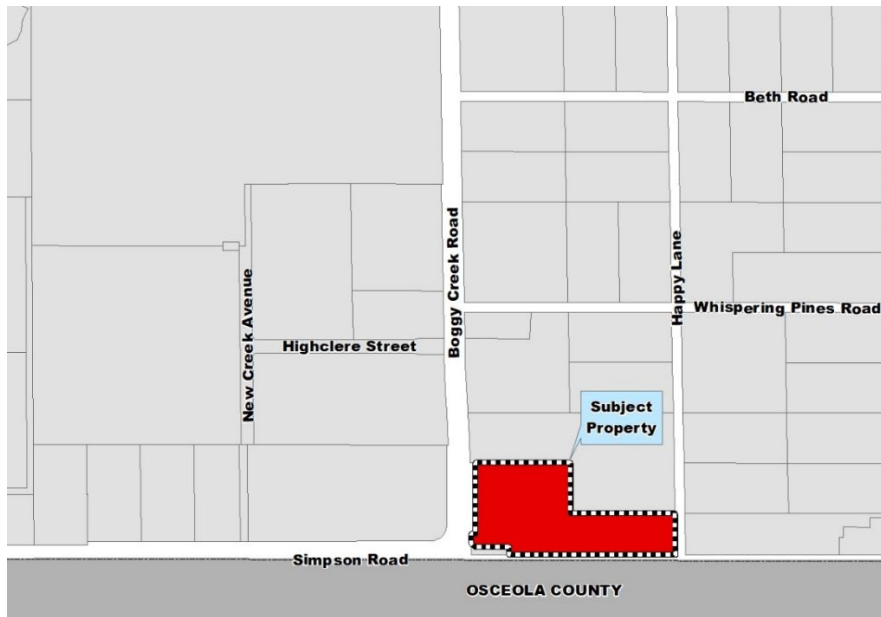 Beth Road
Boggy Creek Road
Happy Lane
New Creek Avenue
Whispering Pines Road
Highclere Street
Subject
Property
Simpson Road
OSCEOLA COUNTY